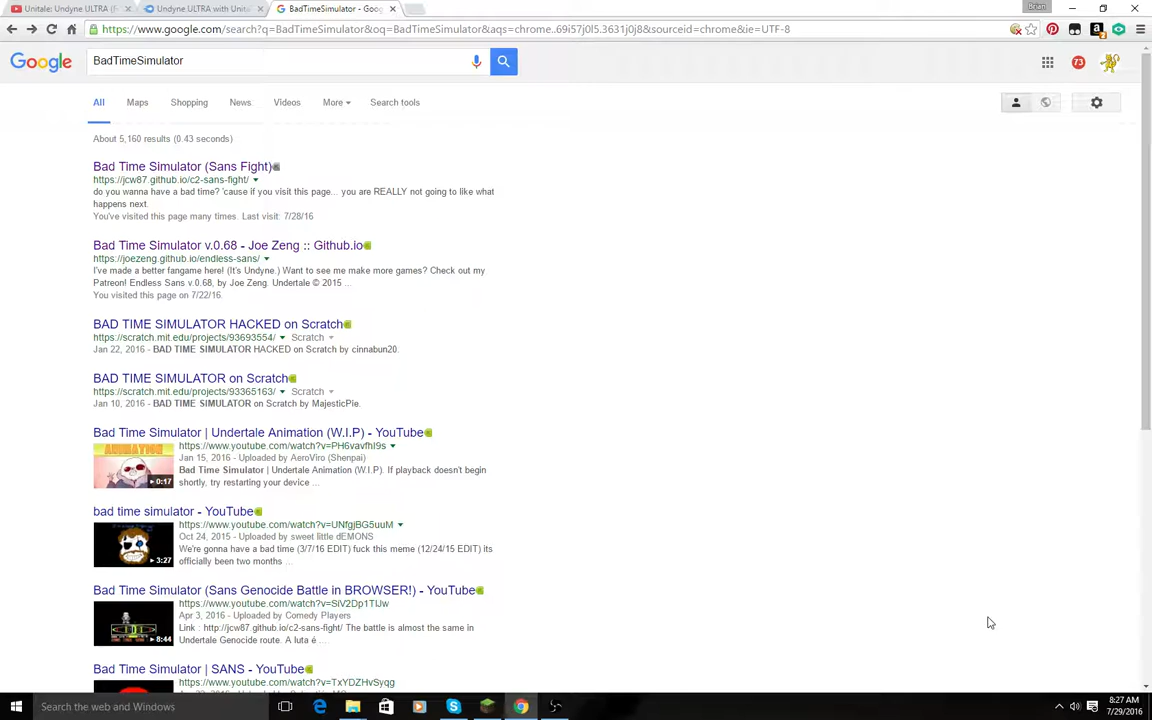 Unitale: Undyne ULTRA (F
Undyne ULTRA with Unita
BadTimeSimulator - Goo
Brian
https://www.google.com/search?q=BadTimeSimulator&oq=BadTimeSimulator&aqs=chrome..69i57j0l5.3631j0j8&sourceid=chrome&ie=UTF-8
Google
BadTimeSimulator
73
All Maps Shopping News Videos More Search tools
About 5,160 results (0.43 seconds)
Bad Time Simulator (Sans Fight)
https://jcw87.github.io/c2-sans-fight/
do you wanna have a bad time? 'cause if you visit this page... you are REALLY not going to like what
happens next.
You've visited this page many times. Last visit: 7/28/16
Bad Time Simulator v.0.68 - Joe Zeng :: Github.io
https://joezeng.github.io/endless-sans/
I've made a better fangame here! (It's Undyne.) Want to see me make more games? Check out my
Patreon! Endless Sans v.0.68, by Joe Zeng. Undertale © 2015 ...
You visited this page on 7/22/16.
BAD TIME SIMULATOR HACKED on Scratch
https://scratch.mit.edu/projects/93693554/ Scratch
Jan 22, 2016 - BAD TIME SIMULATOR HACKED on Scratch by cinnabun20.
BAD TIME SIMULATOR on Scratch
https://scratch.mit.edu/projects/93365163/ Scratch
Jan 10, 2016 - BAD TIME SIMULATOR on Scratch by MajesticPie.
Bad Time Simulator | Undertale Animation (W.I.P) - YouTube
https://www.youtube.com/watch?v=PH6vavfhI9s
Jan 15, 2016 - Uploaded by AeroViro (Shenpai)
Bad Time Simulator | Undertale Animation (W.I.P). If playback doesn't begin
shortly, try restarting your device ...
ANIMATION
0:17
bad time simulator - YouTube
https://www.youtube.com/watch?v=UNfgjBG5uuM
Oct 24, 2015 - Uploaded by sweet little dEMONS
We're gonna have a bad time (3/7/16 EDIT) fuck this meme (12/24/15 EDIT) its
officially been two months ...
3:27
Bad Time Simulator (Sans Genocide Battle in BROWSER!) - YouTube
https://www.youtube.com/watch?v=SiV2Dp1TIJw
Apr 3, 2016 - Uploaded by Comedy Players
Link : http://jcw87.github.io/c2-sans-fight/ The battle is almost the same in
Undertale Genocide route. A luta é ...
8:44
Bad Time Simulator | SANS - YouTube
https://www.youtube.com/watch?v=TxYDZHvSyqg
Search the web and Windows
8:27 AM
7/29/2016